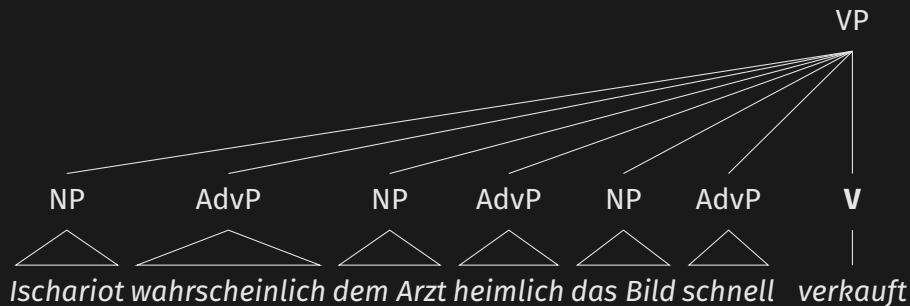 VP
NP AdvP NP AdvP NP AdvP V
Ischariot wahrscheinlich dem Arzt heimlich das Bild schnell verkauft